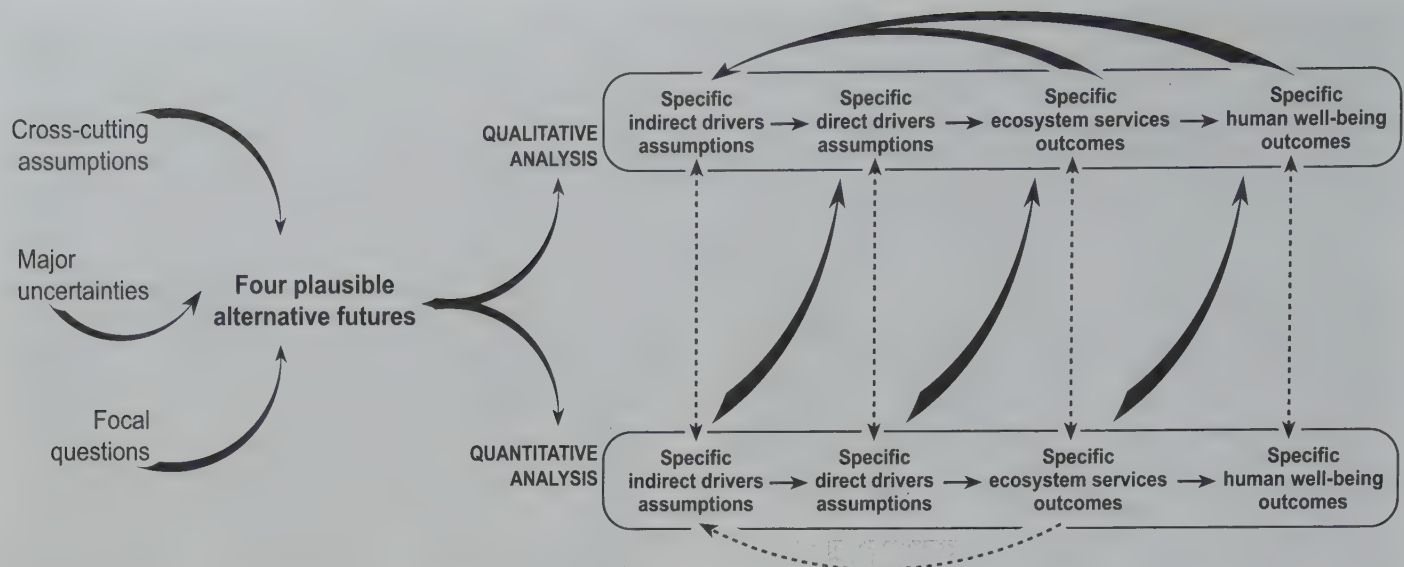 Cross-cutting
assumptions
Major
uncertainties
Focal
questions
Four plausible
alternative futures
QUALITATIVE
ANALYSIS
Specific
indirect drivers
assumptions
Specific
direct drivers
assumptions
Specific
ecosystem services
outcomes
Specific
human well-being
outcomes
QUANTITATIVE
ANALYSIS
Specific
indirect drivers
assumptions
Specific
direct drivers
assumptions
Specific
ecosystem services
outcomes
Specific
human well-being
outcomes